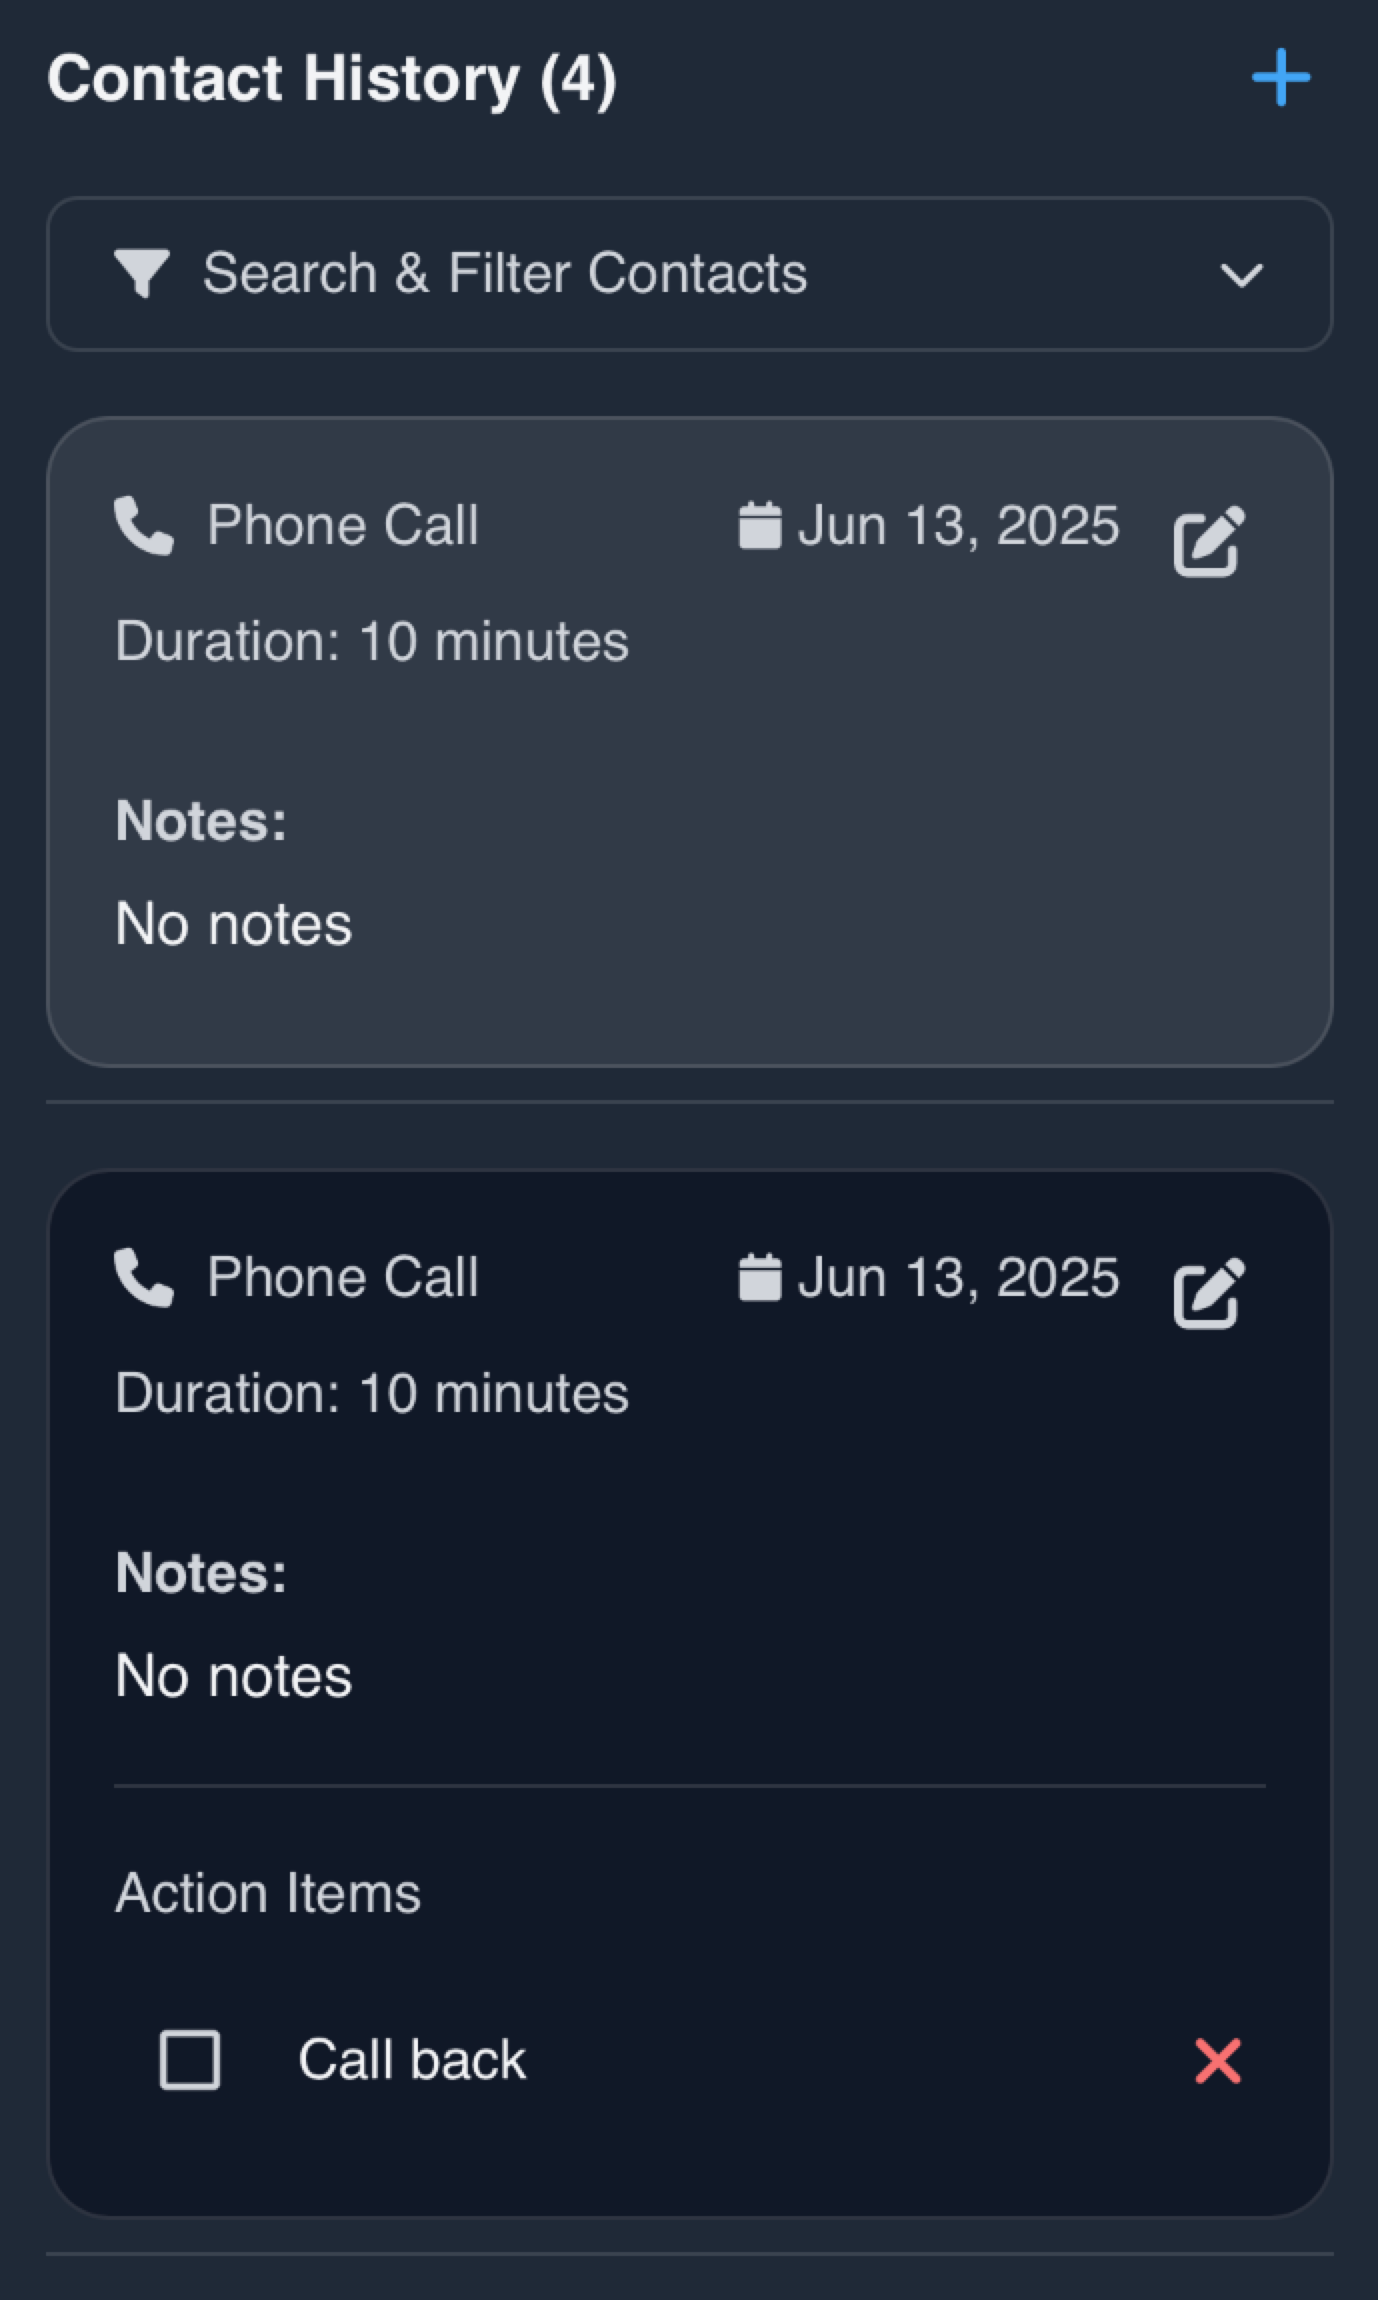 Contact History (4)
Search & Filter Contacts
Phone Call Jun 13, 2025
Duration: 10 minutes
Notes:
No notes
Phone Call Jun 13, 2025
Duration: 10 minutes
Notes:
No notes
Action Items
Call back